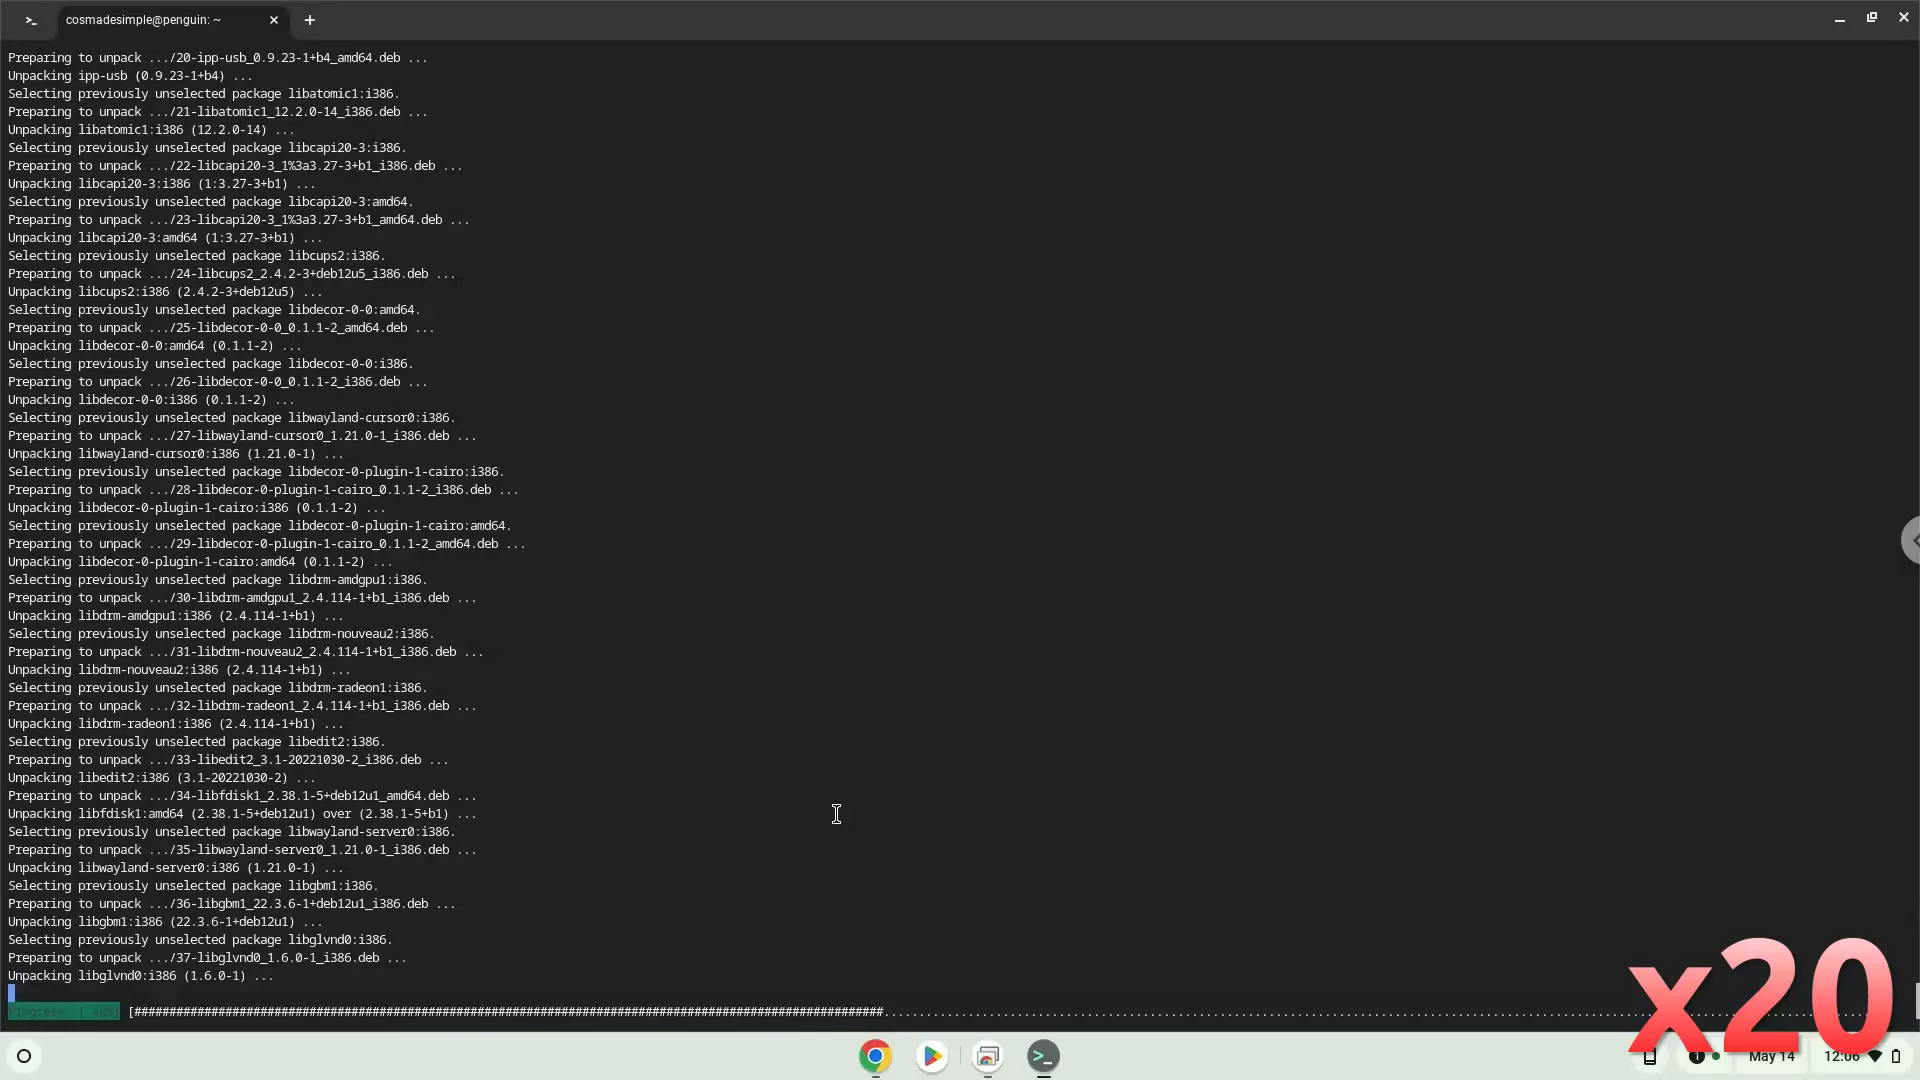 >_ cosmadesimple@penguin: ~
Preparing to unpack .../20-ipp-usb_0.9.23-1+b4_amd64.deb ...
Unpacking ipp-usb (0.9.23-1+b4) ...
Selecting previously unselected package libatomic1:i386.
Preparing to unpack .../21-libatomic1_12.2.0-14_i386.deb ...
Unpacking libatomic1:i386 (12.2.0-14) ...
Selecting previously unselected package libcapi20-3:i386.
Preparing to unpack .../22-libcapi20-3_1%3a3.27-3+b1_i386.deb ...
Unpacking libcapi20-3:i386 (1:3.27-3+b1) ...
Selecting previously unselected package libcapi20-3:amd64.
Preparing to unpack .../23-libcapi20-3_1%3a3.27-3+b1_amd64.deb ...
Unpacking libcapi20-3:amd64 (1:3.27-3+b1) ...
Selecting previously unselected package libcups2:i386.
Preparing to unpack .../24-libcups2_2.4.2-3+deb12u5_i386.deb ...
Unpacking libcups2:i386 (2.4.2-3+deb12u5) ...
Selecting previously unselected package libdecor-0-0:amd64.
Preparing to unpack .../25-libdecor-0-0_0.1.1-2_amd64.deb ...
Unpacking libdecor-0-0:amd64 (0.1.1-2) ...
Selecting previously unselected package libdecor-0-0:i386.
Preparing to unpack .../26-libdecor-0-0_0.1.1-2_i386.deb ...
Unpacking libdecor-0-0:i386 (0.1.1-2) ...
Selecting previously unselected package libwayland-cursor0:i386.
Preparing to unpack .../27-libwayland-cursor0_1.21.0-1_i386.deb ...
Unpacking libwayland-cursor0:i386 (1.21.0-1) ...
Selecting previously unselected package libdecor-0-plugin-1-cairo:i386.
Preparing to unpack .../28-libdecor-0-plugin-1-cairo_0.1.1-2_i386.deb ...
Unpacking libdecor-0-plugin-1-cairo:i386 (0.1.1-2) ...
Selecting previously unselected package libdecor-0-plugin-1-cairo:amd64.
Preparing to unpack .../29-libdecor-0-plugin-1-cairo_0.1.1-2_amd64.deb ...
Unpacking libdecor-0-plugin-1-cairo:amd64 (0.1.1-2) ...
Selecting previously unselected package libdrm-amdgpu1:i386.
Preparing to unpack .../30-libdrm-amdgpu1_2.4.114-1+b1_i386.deb ...
Unpacking libdrm-amdgpu1:i386 (2.4.114-1+b1) ...
Selecting previously unselected package libdrm-nouveau2:i386.
Preparing to unpack .../31-libdrm-nouveau2_2.4.114-1+b1_i386.deb ...
Unpacking libdrm-nouveau2:i386 (2.4.114-1+b1) ...
Selecting previously unselected package libdrm-radeon1:i386.
Preparing to unpack .../32-libdrm-radeon1_2.4.114-1+b1_i386.deb ...
Unpacking libdrm-radeon1:i386 (2.4.114-1+b1) ...
Selecting previously unselected package libedit2:i386.
Preparing to unpack .../33-libedit2_3.1-20221030-2_i386.deb ...
Unpacking libedit2:i386 (3.1-20221030-2) ...
Preparing to unpack .../34-libfdisk1_2.38.1-5+deb12u1_amd64.deb ...
Unpacking libfdisk1:amd64 (2.38.1-5+deb12u1) over (2.38.1-5+b1) ...
Selecting previously unselected package libwayland-server0:i386.
Preparing to unpack .../35-libwayland-server0_1.21.0-1_i386.deb ...
Unpacking libwayland-server0:i386 (1.21.0-1) ...
Selecting previously unselected package libgbm1:i386.
Preparing to unpack .../36-libgbm1_22.3.6-1+deb12u1_i386.deb ...
Unpacking libgbm1:i386 (22.3.6-1+deb12u1) ...
Selecting previously unselected package libglvnd0:i386.
Preparing to unpack .../37-libglvnd0_1.6.0-1_i386.deb ...
Unpacking libglvnd0:i386 (1.6.0-1) ...
Progress: [
x20
May 14 12:06